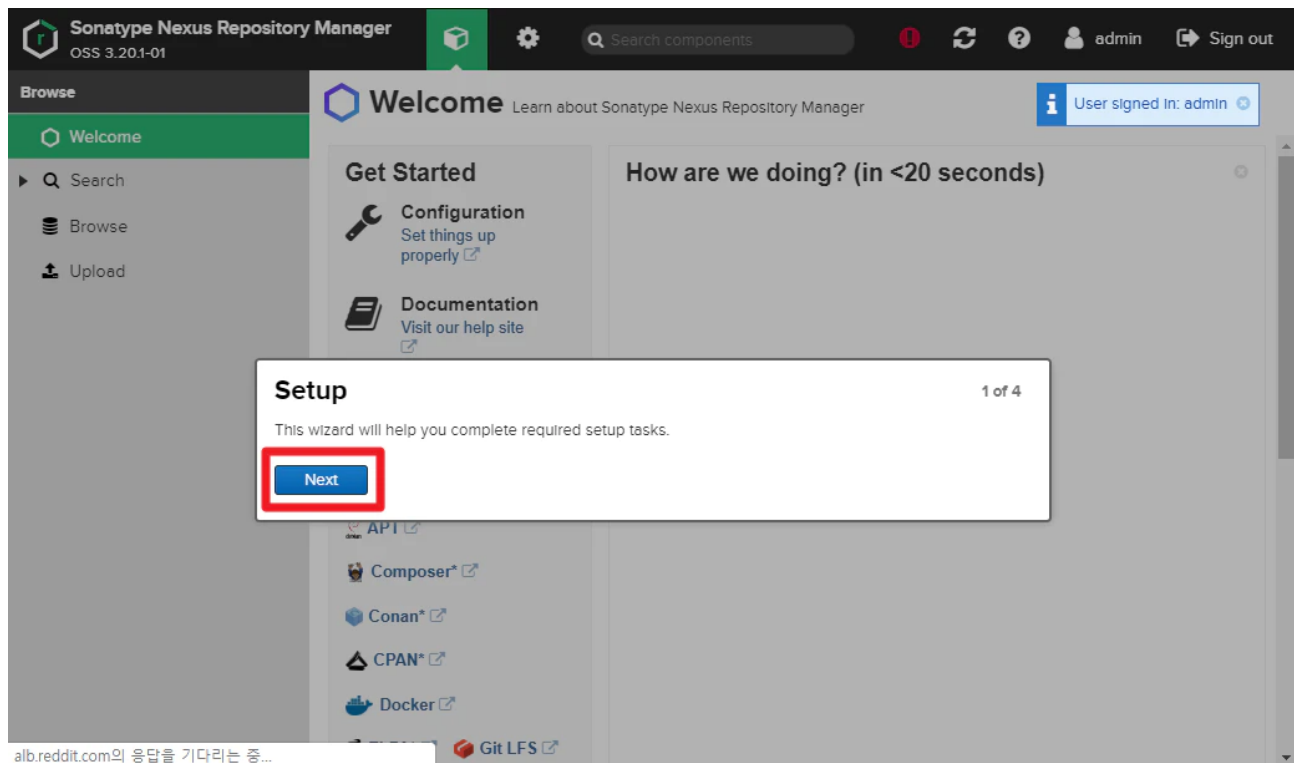 Sonatype Nexus Repository Manager
OSS 3.20.1-01
Search components
admin
Sign out
Browse
Welcome
Search
Browse
Upload
Welcome Learn about Sonatype Nexus Repository Manager
User signed in: admin
Get Started
Configuration
Set things up
properly
Documentation
Visit our help site
How are we doing? (in <20 seconds)
Setup
1 of 4
This wizard will help you complete required setup tasks.
Next
APT
Composer*
Conan*
CPAN*
Docker
Git LFS
alb.reddit.com의 응답을 기다리는 중...